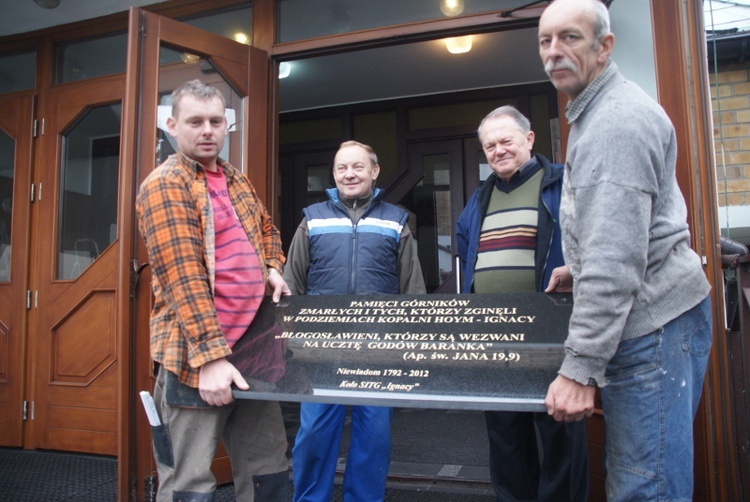 PAMIĘCI GÓRNIKÓW
ZMARŁYCH I TYCH, KTÓRZY ZGINĘLI
W PODZIEMIACH KOPALNI HOYM - IGNACY
„BŁOGOSŁAWIENI, KTÓRZY SĄ WEZWANI
NA UCZTĘ GODÓW BARANKA”
(Ap. św. JANA 19,9)
Niewiadom 1792 - 2012
Koło SITG „Ignacy”